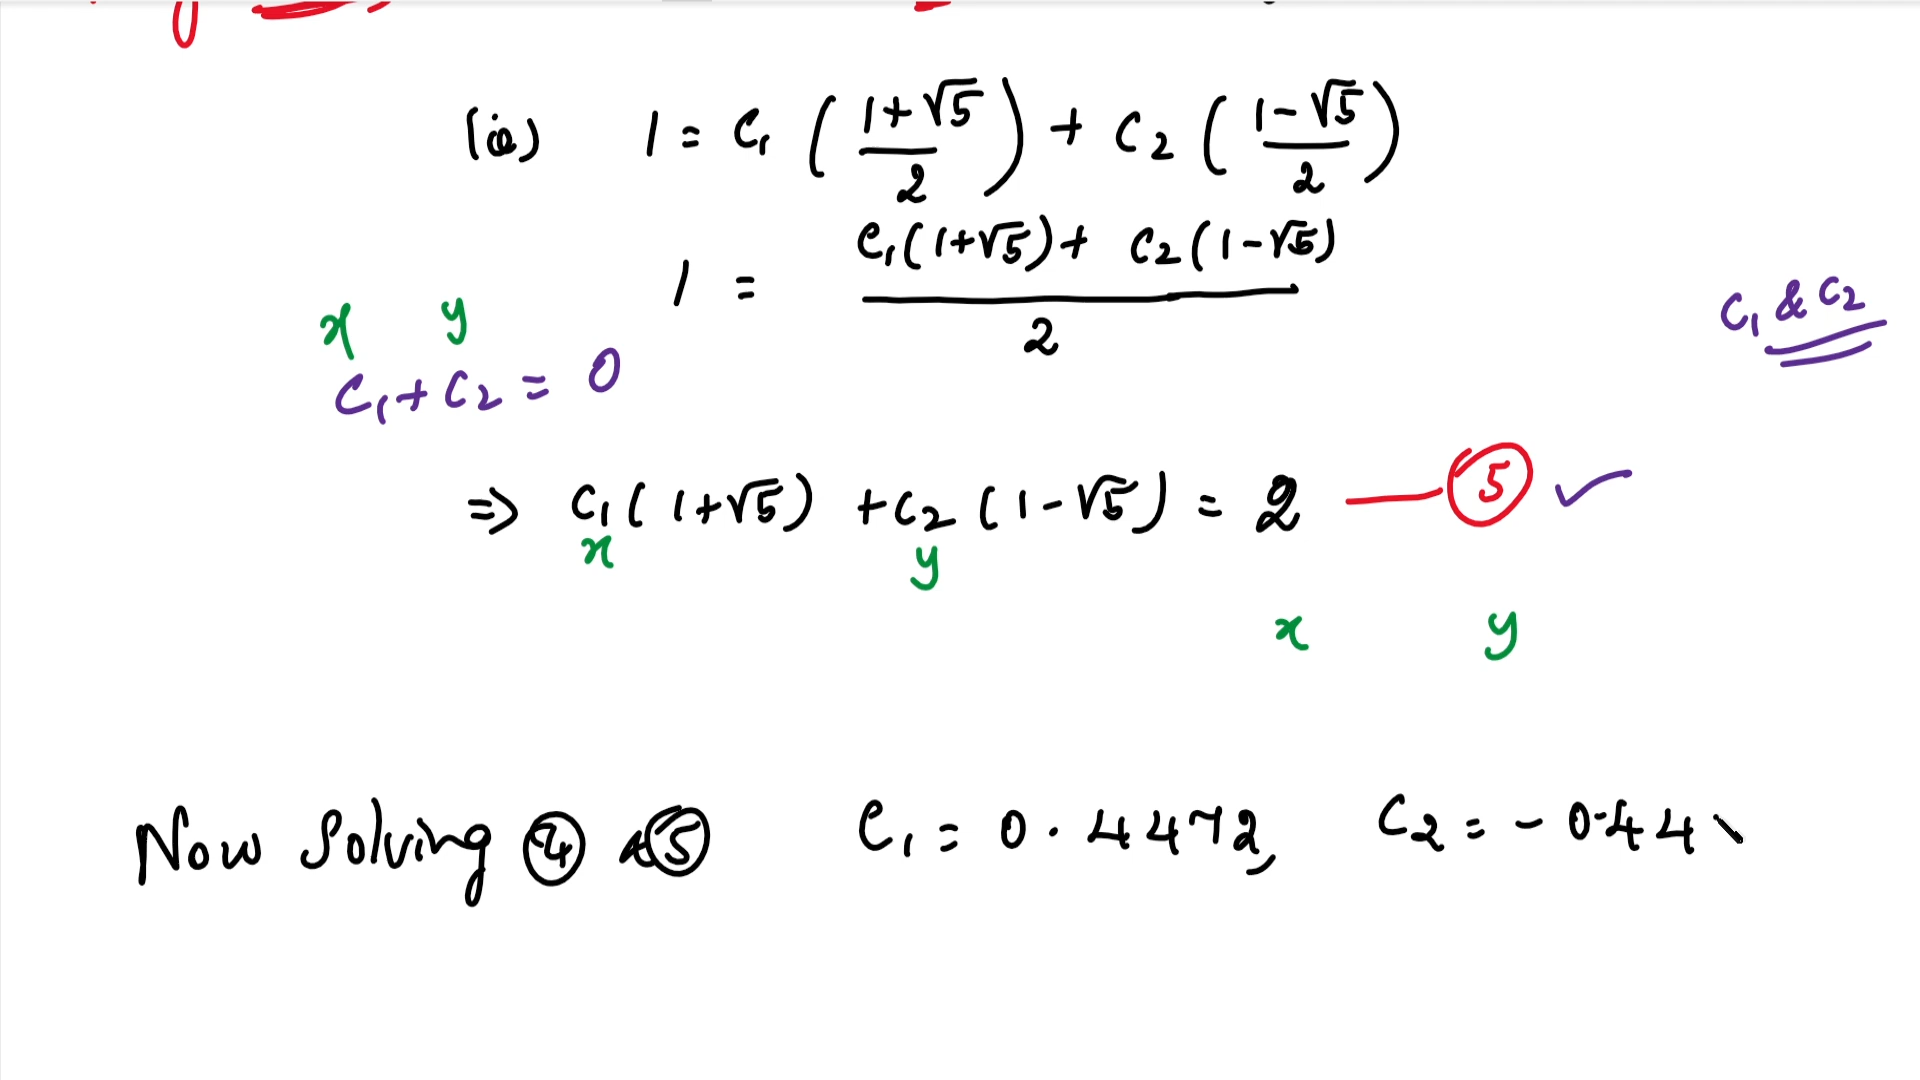 (ie) 1 = C₁ ( (1+√5)/2 ) + C₂ ( (1-√5)/2 )
1 = (C₁(1+√5) + C₂(1-√5))/2
C₁ & C₂
x y
C₁ + C₂ = 0
⇒ C₁(1+√5) + C₂(1-√5) = 2 — ⑤ ✓
x y
x y
Now Solving ④ & ⑤ C₁ = 0.4472, C₂ = - 0.44